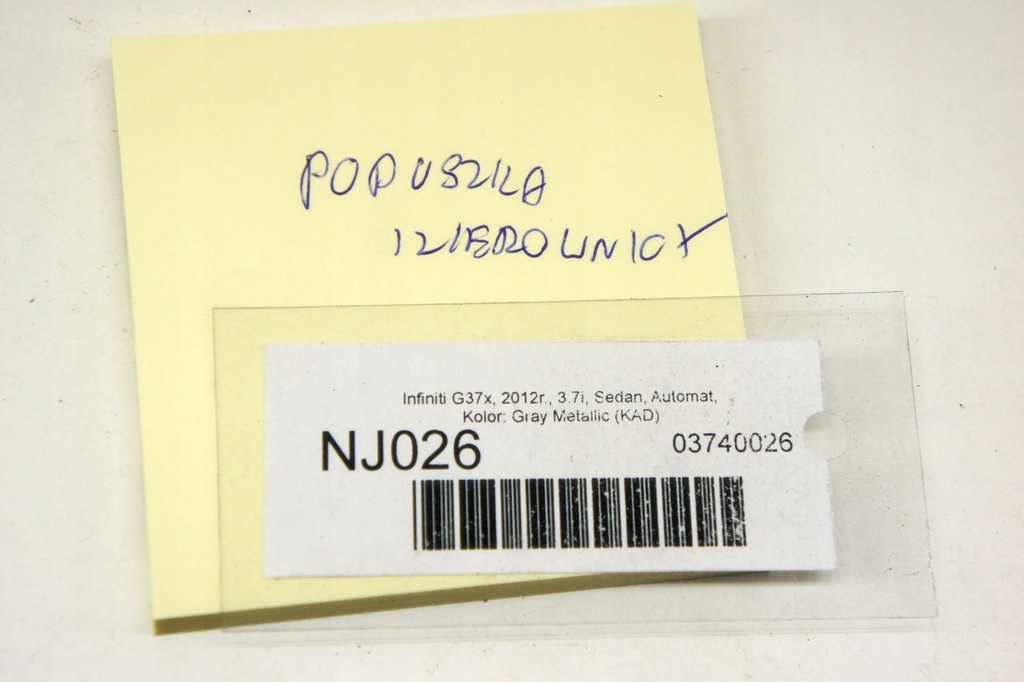 PODUSZKA
KIEROWNICY
Infiniti G37x, 2012r., 3.7i, Sedan, Automat,
Kolor: Gray Metallic (KAD)
NJ026 03740026